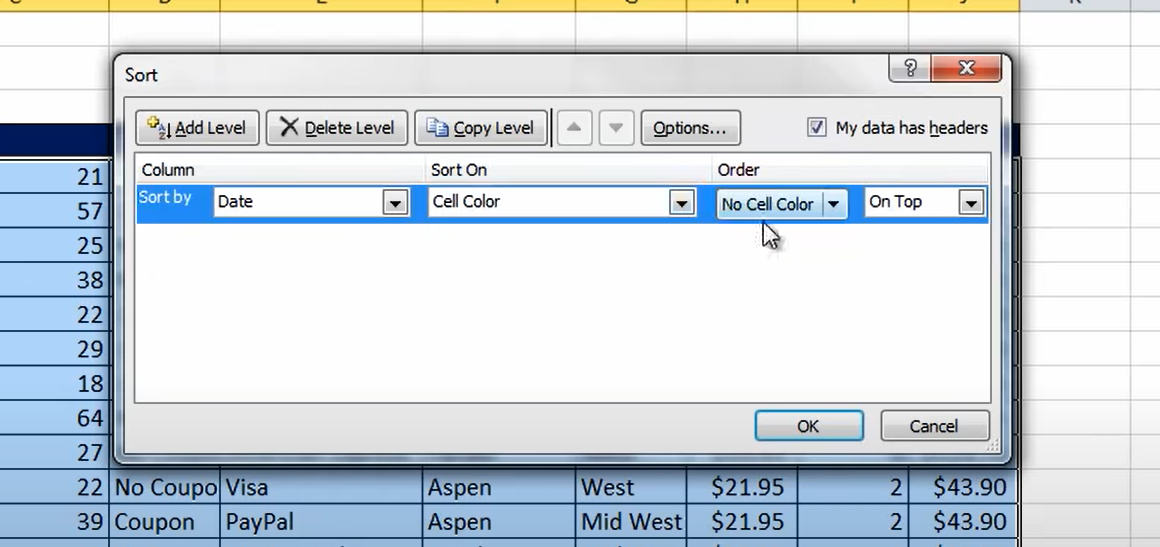 Sort
Add Level Delete Level Copy Level Options... My data has headers
Column Sort On Order
Sort by Date Cell Color No Cell Color On Top
21
57
25
38
22
29
18
64
27
OK Cancel
22 No Coupo Visa Aspen West $21.95 2 $43.90
39 Coupon PayPal Aspen Mid West $21.95 2 $43.90